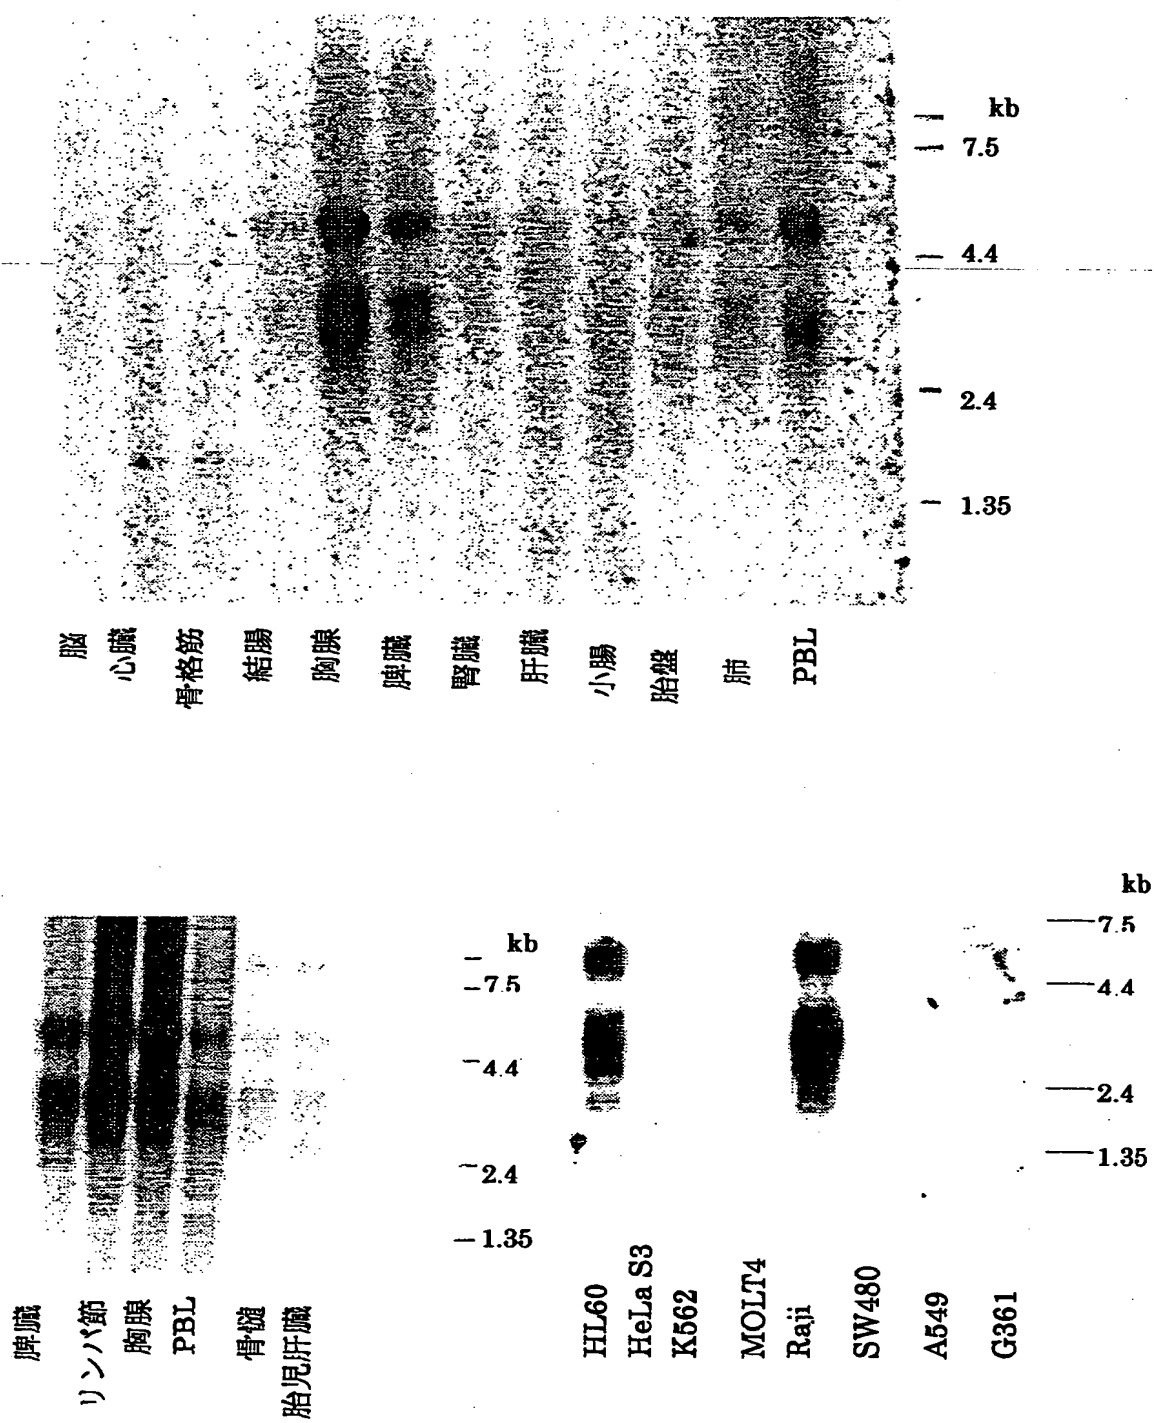 kb
7.5
4.4
2.4
1.35
脳
心臓
骨格筋
結腸
胸腺
脾臓
腎臓
肝臓
小腸
胎盤
肺
PBL
kb
7.5
4.4
2.4
1.35
脾臓
リンパ節
胸腺
PBL
骨髄
胎児肝臓
kb
7.5
4.4
2.4
1.35
HL60
HeLa S3
K562
MOLT4
Raji
SW480
A549
G361